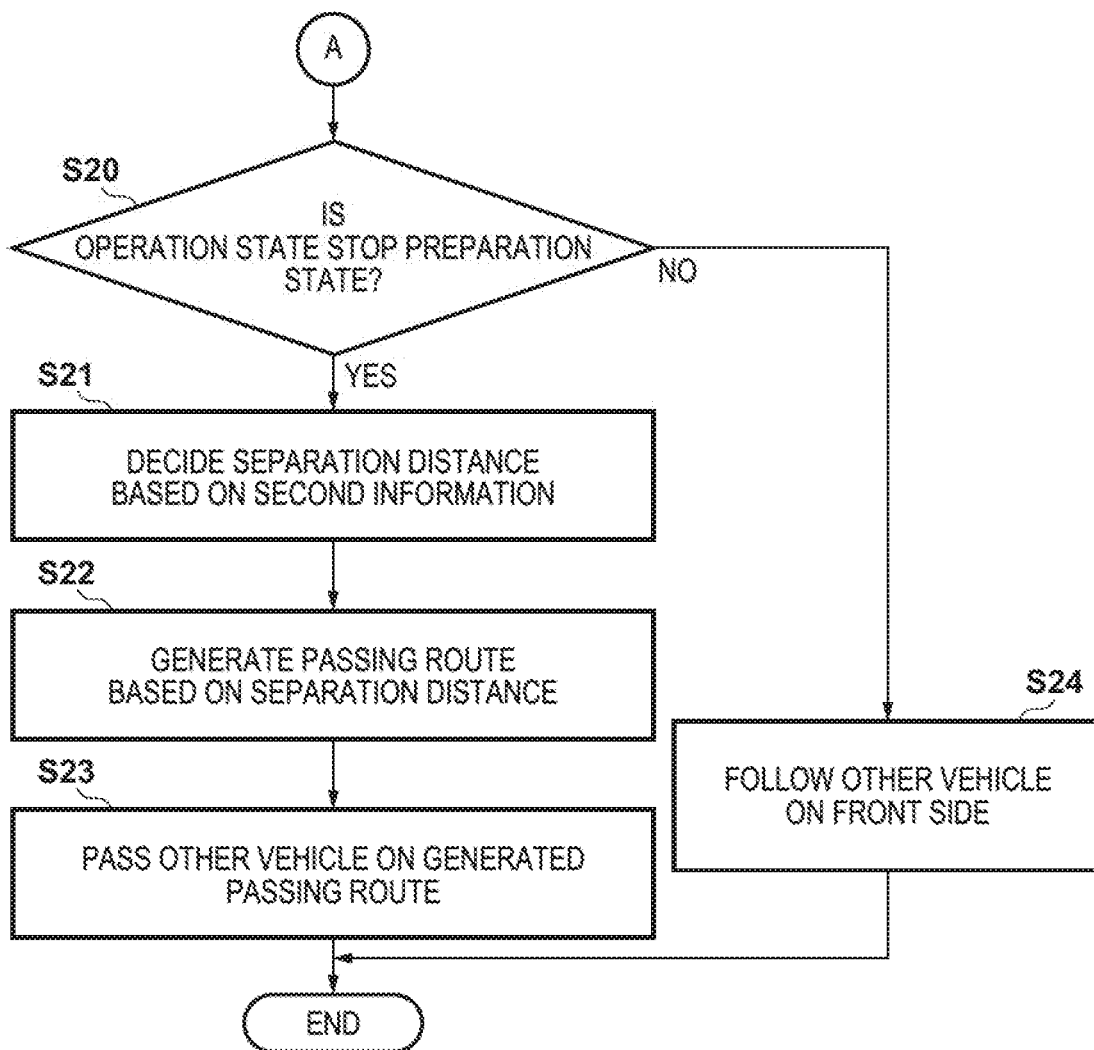 A
S20
IS
OPERATION STATE STOP PREPARATION
STATE?
NO
YES
S21
DECIDE SEPARATION DISTANCE
BASED ON SECOND INFORMATION
S22
GENERATE PASSING ROUTE
BASED ON SEPARATION DISTANCE
S24
FOLLOW OTHER VEHICLE
ON FRONT SIDE
S23
PASS OTHER VEHICLE ON GENERATED
PASSING ROUTE
END